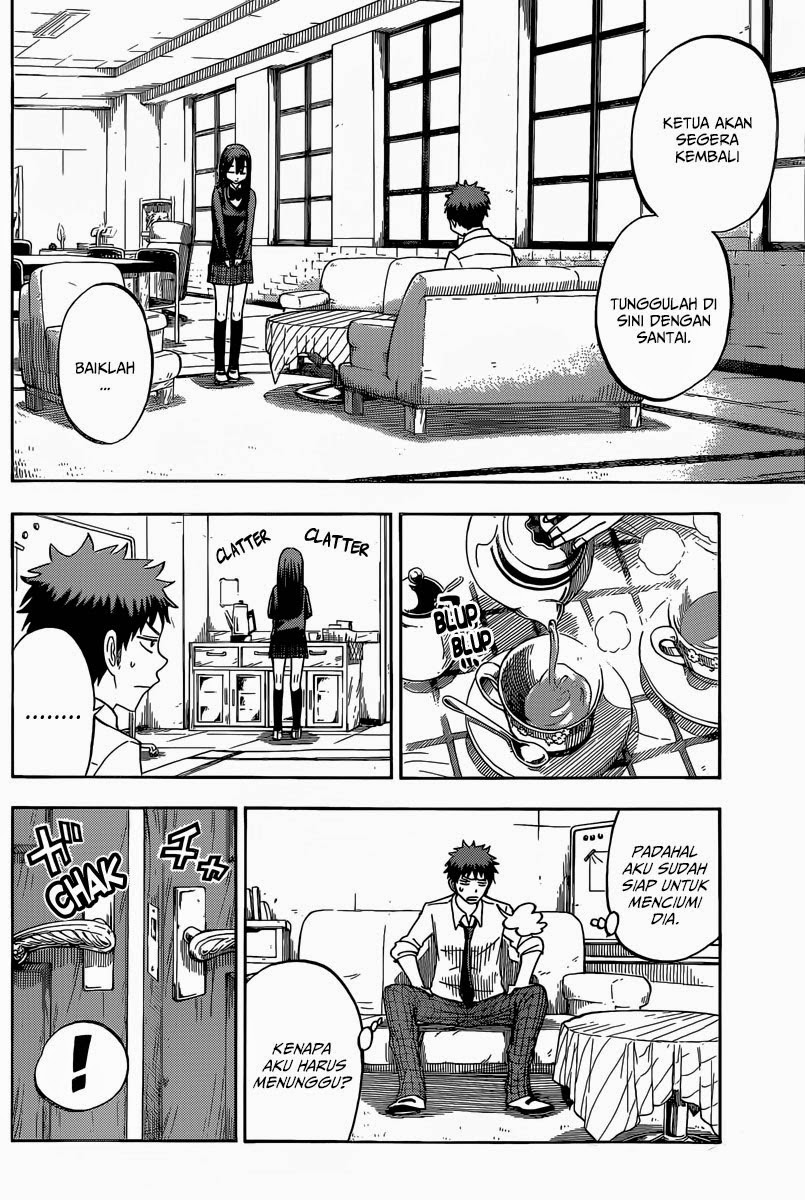 KETUA AKAN
SEGERA
KEMBALI
TUNGGULAH DI
SINI DENGAN
SANTAI.
BAIKLAH
...
BLUP
BLUP
CLATTER
CLATTER
.........
PADAHAL
AKU SUDAH
SIAP UNTUK
MENCIUMI
DIA.
KENAPA
AKU HARUS
MENUNGGU?
ガチャ
CHAK
!